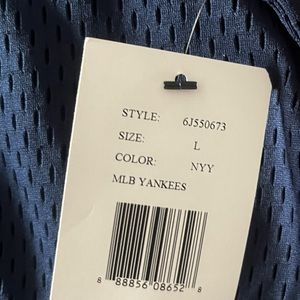 STYLE: 6J550673
SIZE: L
COLOR: NYY
MLB YANKEES
8 88856 08652 8